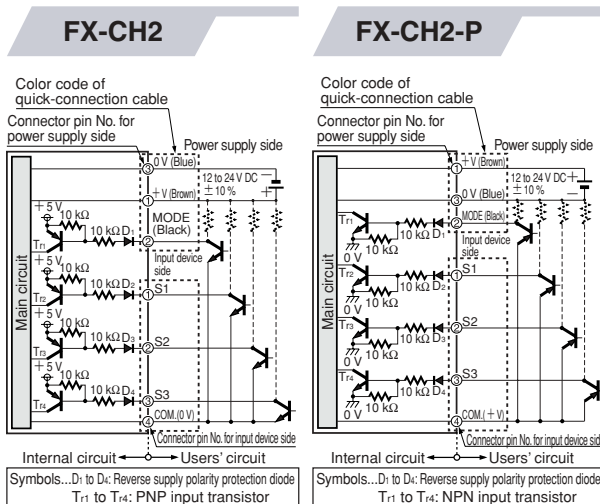 FX-CH2
Color code of
quick-connection cable
Connector pin No. for
power supply side
Power supply side
③ 0 V (Blue)
12 to 24 V DC −
± 10 % +
① + V (Brown)
+ 5 V
10 kΩ
MODE
(Black)
Tr1
10 kΩ D1
②
Input device
side
+ 5 V
10 kΩ
S1
Tr2
10 kΩ D2
①
Main circuit
+ 5 V
10 kΩ
S2
Tr3
10 kΩ D3
②
+ 5 V
10 kΩ
S3
Tr4
10 kΩ D4
③
④ COM.(0 V)
Connector pin No. for input device side
Internal circuit
Users' circuit
Symbols...D1 to D4: Reverse supply polarity protection diode
Tr1 to Tr4: PNP input transistor
FX-CH2-P
Color code of
quick-connection cable
Connector pin No. for
power supply side
Power supply side
① + V (Brown)
12 to 24 V DC +
± 10 % −
③ 0 V (Blue)
Tr1
MODE (Black)
10 kΩ D1
②
0 V
10 kΩ
Input device
side
Tr2
S1
10 kΩ D2
①
0 V
10 kΩ
Main circuit
Tr3
S2
10 kΩ D3
②
0 V
10 kΩ
Tr4
S3
10 kΩ D4
③
0 V
10 kΩ
④ COM.( + V)
Connector pin No. for input device side
Internal circuit
Users' circuit
Symbols...D1 to D4: Reverse supply polarity protection diode
Tr1 to Tr4: NPN input transistor